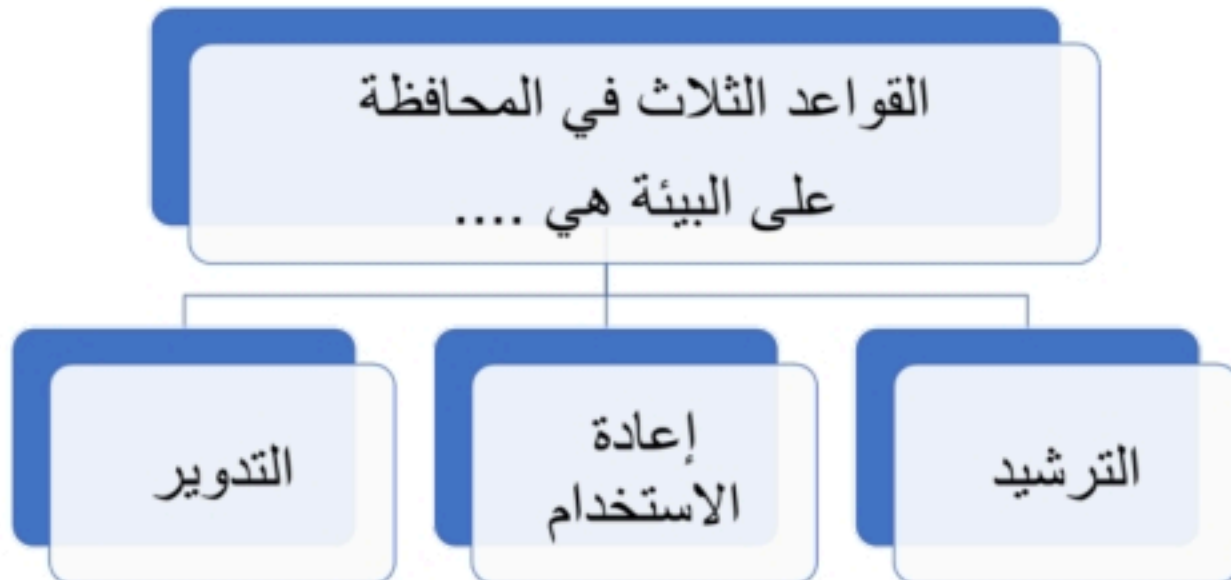 القواعد الثلاث في المحافظة
على البيئة هي ....
الترشيد
إعادة
الاستخدام
التدوير